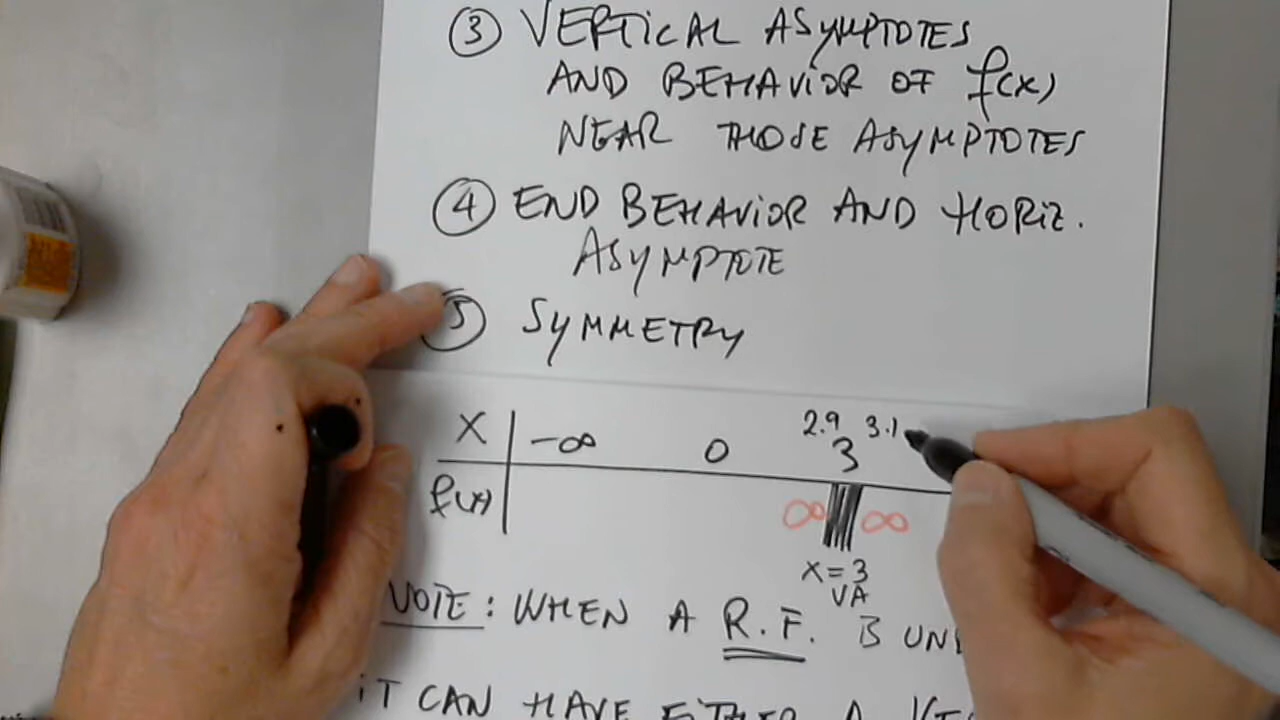 ③ VERTICAL ASYMPTOTES
AND BEHAVIOR OF f(x)
NEAR THOSE ASYMPTOTES
④ END BEHAVIOR AND HORIZ.
ASYMPTOTE
⑤ SYMMETRY
2.9 3.1
X -∞ 0 3
f(x) ∞ ∞
X=3
VA
NOTE: WHEN A R.F. IS
IT CAN HAVE EITHER A